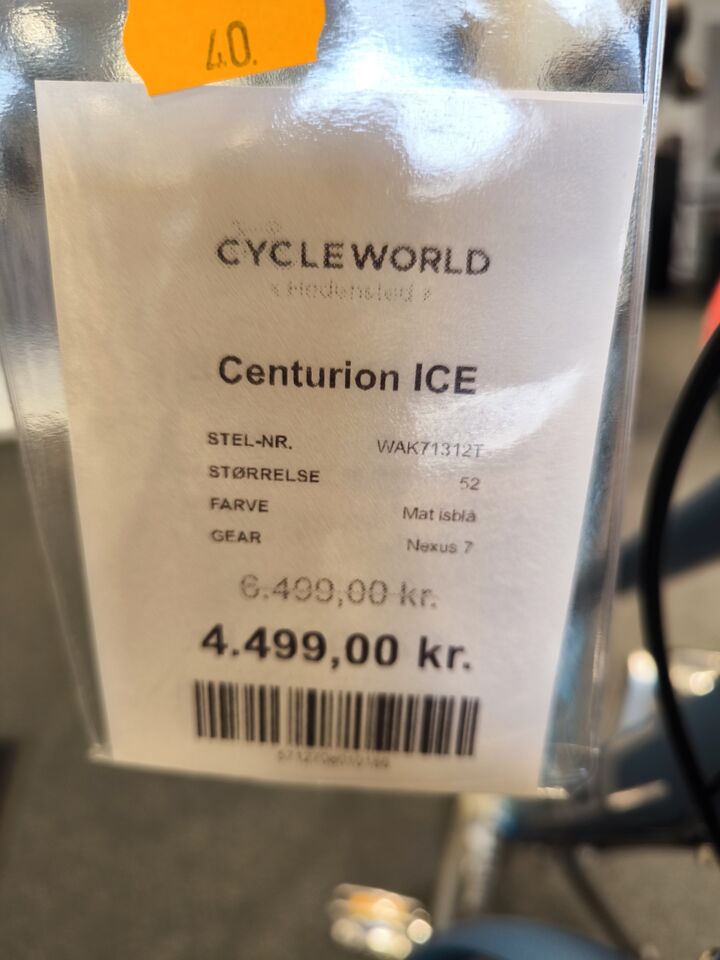 40.
CYCLEWORLD
‹ Hedensted ›
Centurion ICE
STEL-NR. WAK71312T
STØRRELSE 52
FARVE Mat isblå
GEAR Nexus 7
6.499,00 kr.
4.499,00 kr.